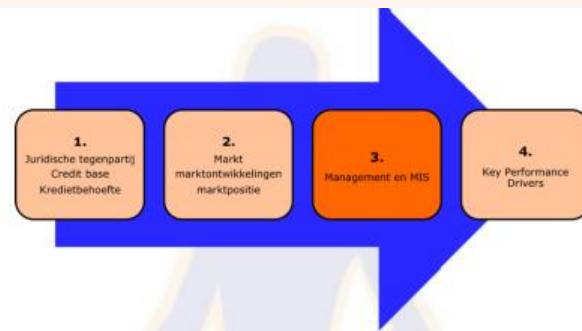 1.
Juridische tegenpartij
Credit base
Kredietbehoefte
2.
Markt
marktontwikkelingen
marktpositie
3.
Management en MIS
4.
Key Performance
Drivers